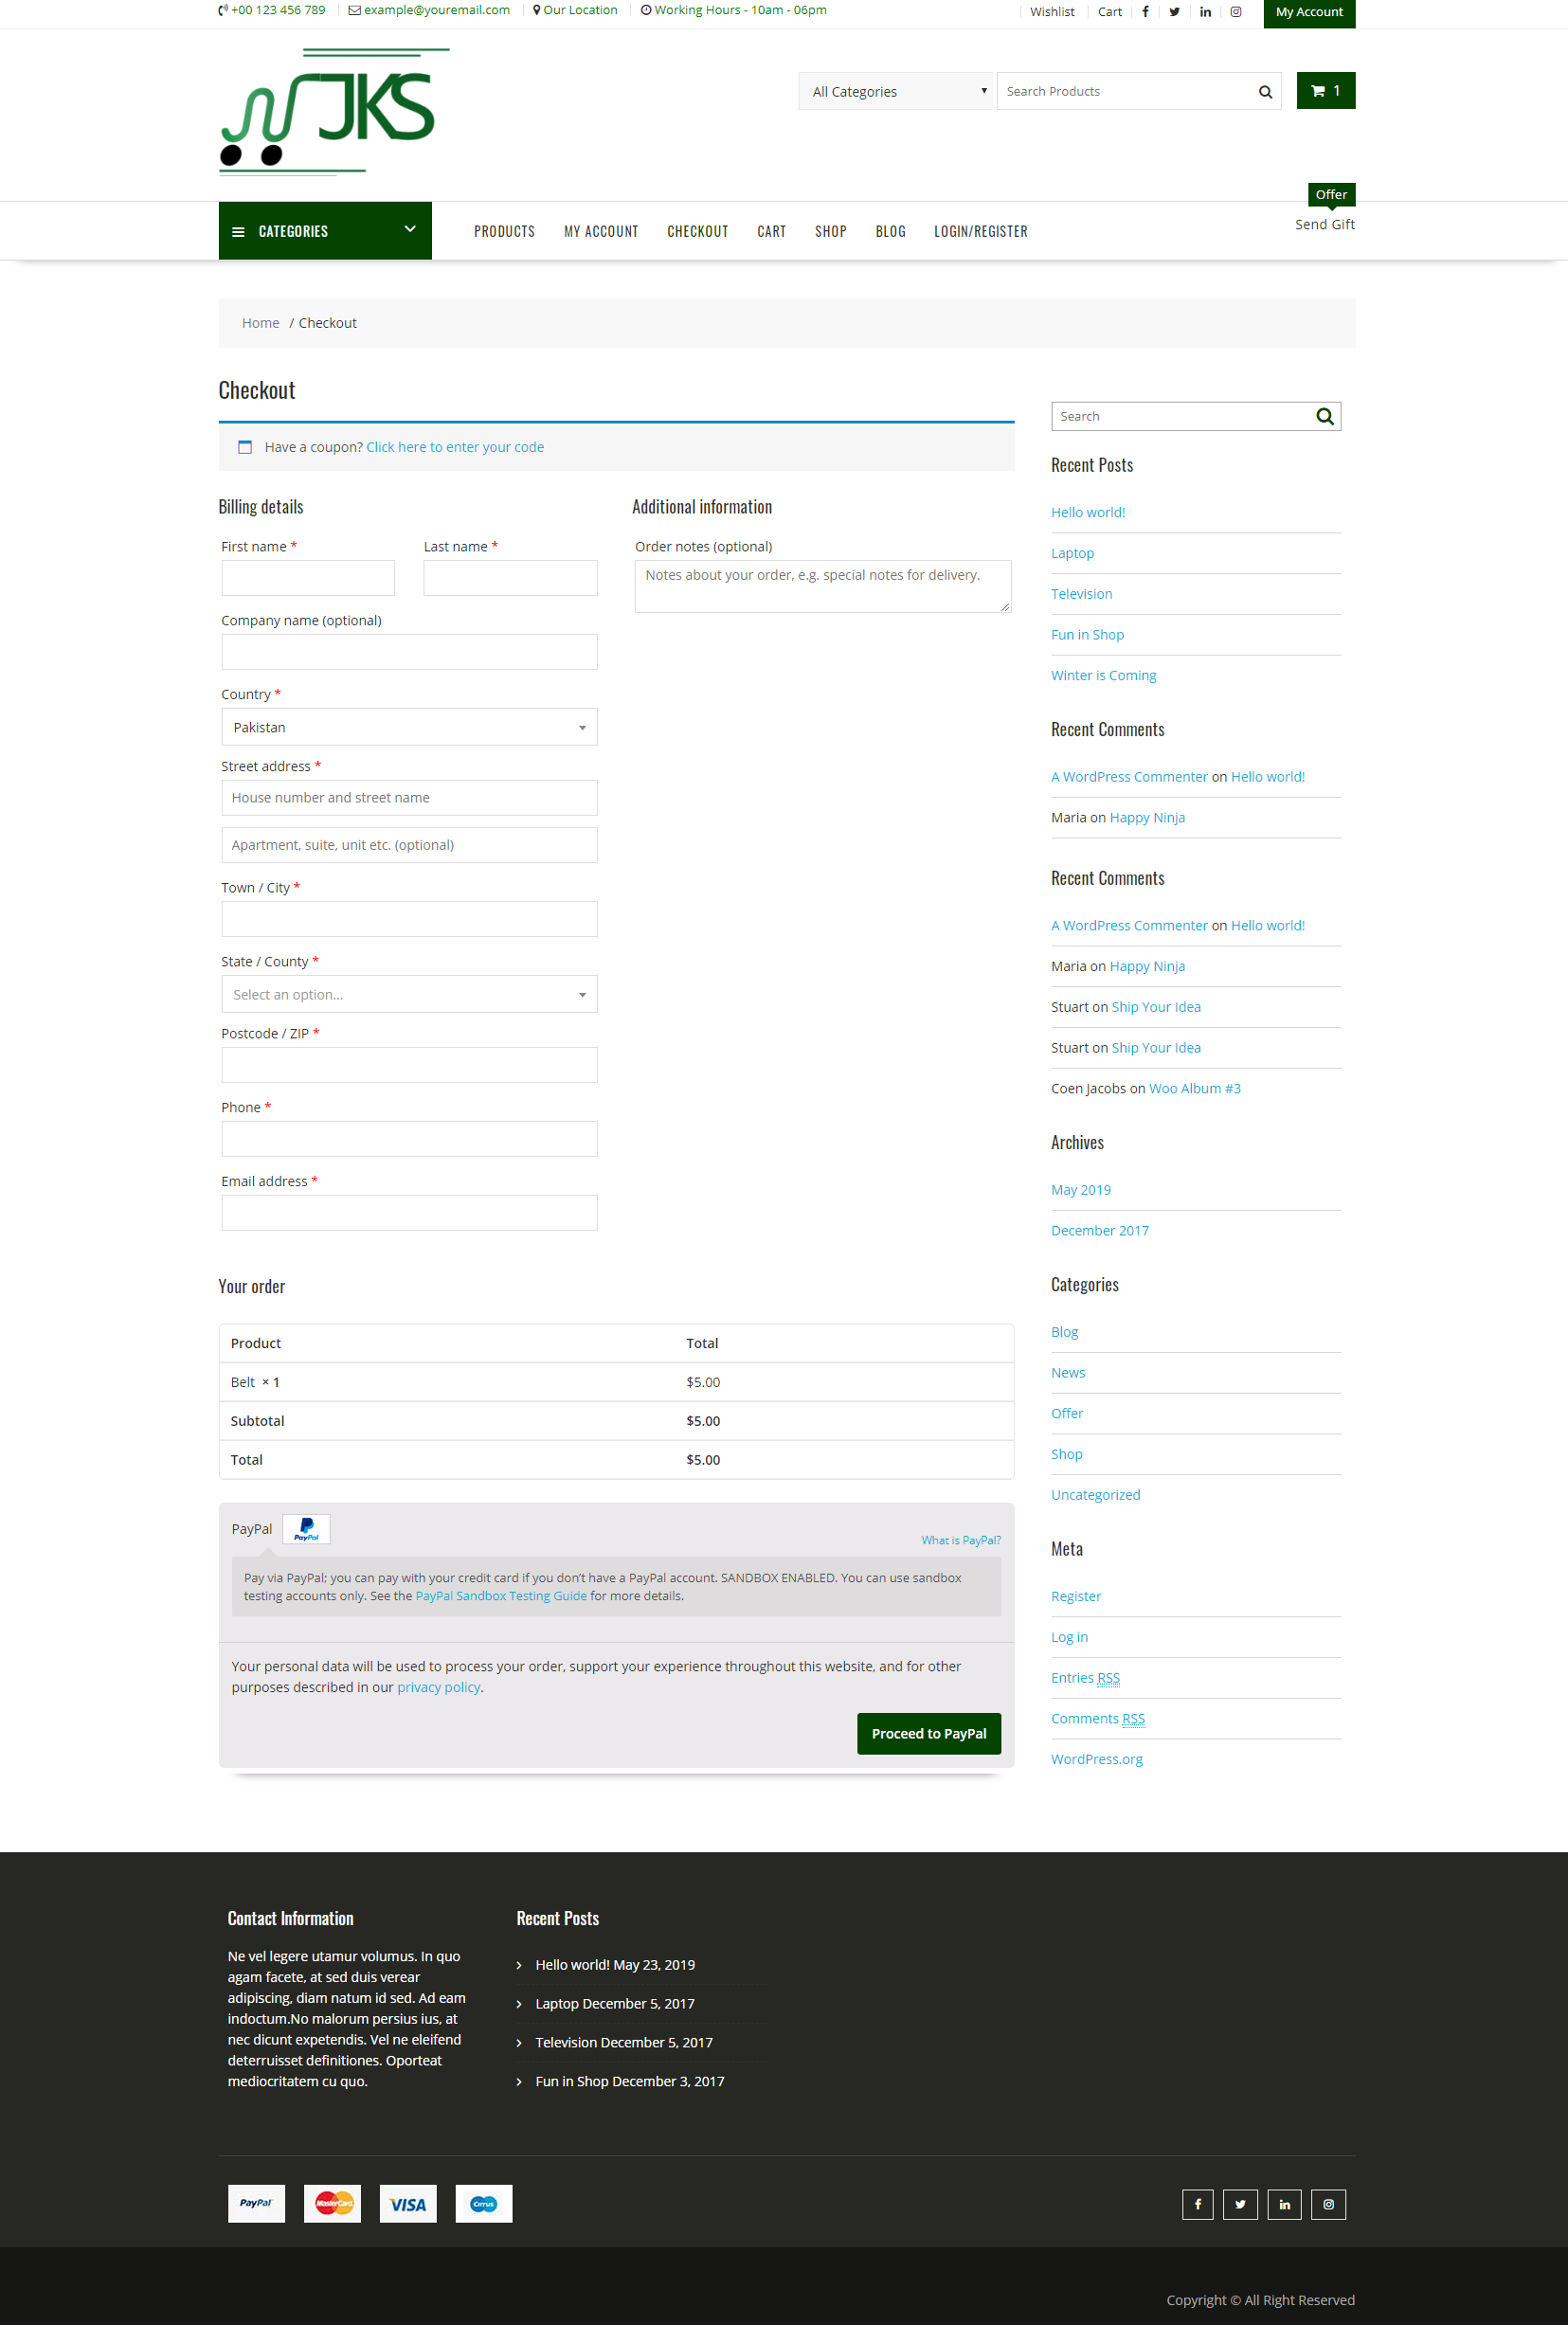 +00 123 456 789 example@youremail.com Our Location Working Hours - 10am - 06pm Wishlist Cart My Account
JKS
All Categories Search Products 1
Offer
Send Gift
CATEGORIES PRODUCTS MY ACCOUNT CHECKOUT CART SHOP BLOG LOGIN/REGISTER
Home / Checkout
Checkout
Have a coupon? Click here to enter your code
Billing details
First name * Last name *
Company name (optional)
Country *
Pakistan
Street address *
House number and street name
Apartment, suite, unit etc. (optional)
Town / City *
State / County *
Select an option...
Postcode / ZIP *
Phone *
Email address *
Additional information
Order notes (optional)
Notes about your order, e.g. special notes for delivery.
Your order
Product Total
Belt × 1 $5.00
Subtotal $5.00
Total $5.00
PayPal PayPal What is PayPal?
Pay via PayPal; you can pay with your credit card if you don’t have a PayPal account. SANDBOX ENABLED. You can use sandbox
testing accounts only. See the PayPal Sandbox Testing Guide for more details.
Your personal data will be used to process your order, support your experience throughout this website, and for other
purposes described in our privacy policy.
Proceed to PayPal
Search
Recent Posts
Hello world!
Laptop
Television
Fun in Shop
Winter is Coming
Recent Comments
A WordPress Commenter on Hello world!
Maria on Happy Ninja
Recent Comments
A WordPress Commenter on Hello world!
Maria on Happy Ninja
Stuart on Ship Your Idea
Stuart on Ship Your Idea
Coen Jacobs on Woo Album #3
Archives
May 2019
December 2017
Categories
Blog
News
Offer
Shop
Uncategorized
Meta
Register
Log in
Entries RSS
Comments RSS
WordPress.org
Contact Information
Ne vel legere utamur volumus. In quo
agam facete, at sed duis verear
adipiscing, diam natum id sed. Ad eam
indoctum.No malorum persius ius, at
nec dicunt expetendis. Vel ne eleifend
deterruisset definitiones. Oporteat
mediocritatem cu quo.
Recent Posts
Hello world! May 23, 2019
Laptop December 5, 2017
Television December 5, 2017
Fun in Shop December 3, 2017
PayPal MasterCard VISA Cirrus
Copyright © All Right Reserved